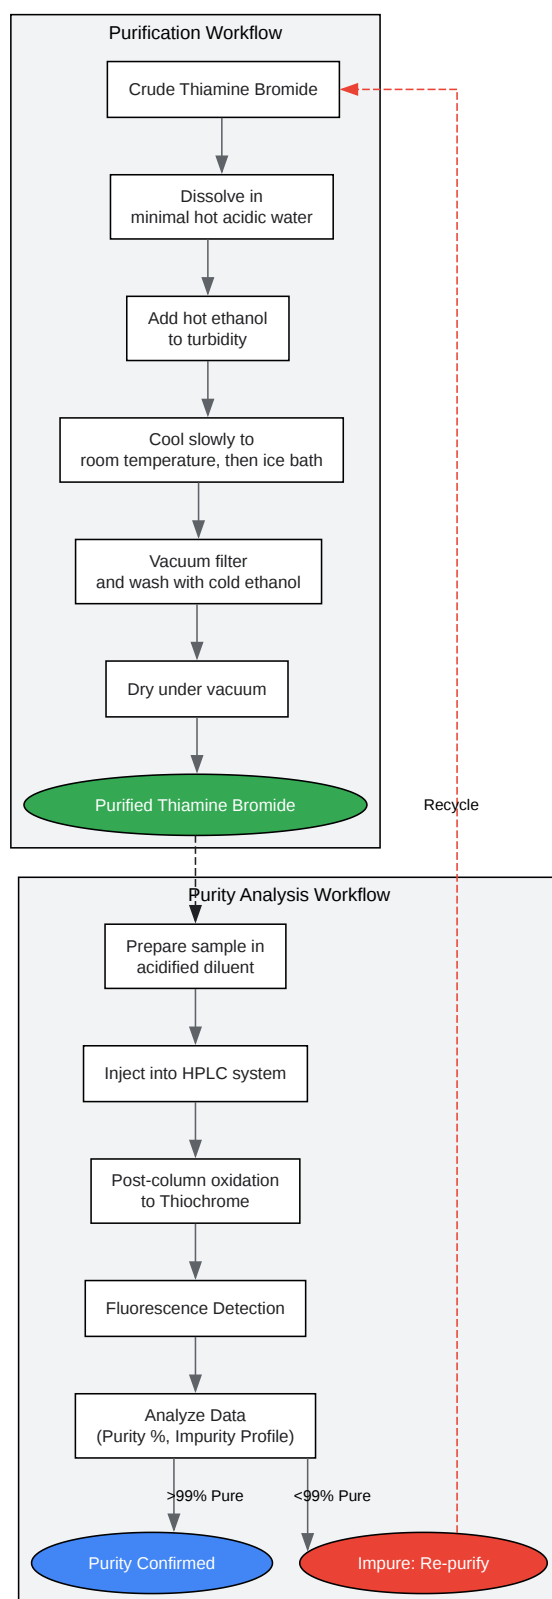 Purification Workflow
Crude Thiamine Bromide
Dissolve in
minimal hot acidic water
Add hot ethanol
to turbidity
Cool slowly to
room temperature, then ice bath
Vacuum filter
and wash with cold ethanol
Dry under vacuum
Purified Thiamine Bromide
Recycle
Purity Analysis Workflow
Prepare sample in
acidified diluent
Inject into HPLC system
Post-column oxidation
to Thiochrome
Fluorescence Detection
Analyze Data
(Purity %, Impurity Profile)
>99% Pure
<99% Pure
Purity Confirmed
Impure: Re-purify